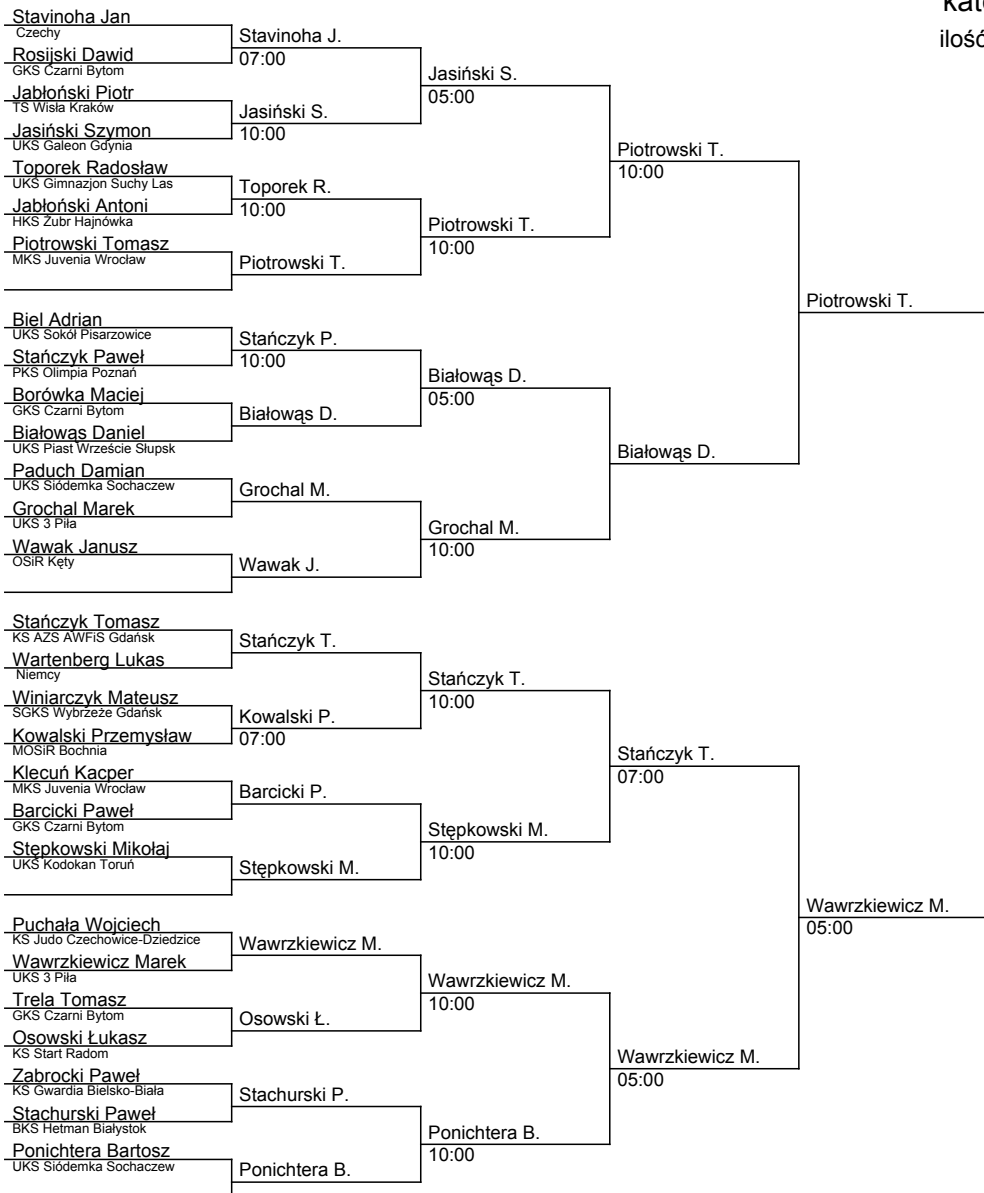 kat
ilość
Stavinoha Jan
Czechy
Rosijski Dawid
GKS Czarni Bytom
Jabłoński Piotr
TS Wisła Kraków
Jasiński Szymon
UKS Galeon Gdynia
Toporek Radosław
UKS Gimnazjon Suchy Las
Jabłoński Antoni
HKS Żubr Hajnówka
Piotrowski Tomasz
MKS Juvenia Wrocław
Biel Adrian
UKS Sokół Pisarzowice
Stańczyk Paweł
PKS Olimpia Poznań
Borówka Maciej
GKS Czarni Bytom
Białowąs Daniel
UKS Piast Wrzeście Słupsk
Paduch Damian
UKS Siódemka Sochaczew
Grochal Marek
UKS 3 Piła
Wawak Janusz
OSiR Kęty
Stańczyk Tomasz
KS AZS AWFiS Gdańsk
Wartenberg Lukas
Niemcy
Winiarczyk Mateusz
SGKS Wybrzeże Gdańsk
Kowalski Przemysław
MOSiR Bochnia
Klecuń Kacper
MKS Juvenia Wrocław
Barcicki Paweł
GKS Czarni Bytom
Stępkowski Mikołaj
UKS Kodokan Toruń
Puchała Wojciech
KS Judo Czechowice-Dziedzice
Wawrzkiewicz Marek
UKS 3 Piła
Trela Tomasz
GKS Czarni Bytom
Osowski Łukasz
KS Start Radom
Zabrocki Paweł
KS Gwardia Bielsko-Biała
Stachurski Paweł
BKS Hetman Białystok
Ponichtera Bartosz
UKS Siódemka Sochaczew
Stavinoha J.
07:00
Jasiński S.
10:00
Toporek R.
10:00
Piotrowski T.
Stańczyk P.
10:00
Białowąs D.
Grochal M.
Wawak J.
Stańczyk T.
Kowalski P.
07:00
Barcicki P.
Stępkowski M.
Wawrzkiewicz M.
Osowski Ł.
Stachurski P.
Ponichtera B.
Jasiński S.
05:00
Piotrowski T.
10:00
Białowąs D.
05:00
Grochal M.
10:00
Stańczyk T.
10:00
Stępkowski M.
10:00
Wawrzkiewicz M.
10:00
Ponichtera B.
10:00
Piotrowski T.
10:00
Białowąs D.
Stańczyk T.
07:00
Wawrzkiewicz M.
05:00
Piotrowski T.
Wawrzkiewicz M.
05:00